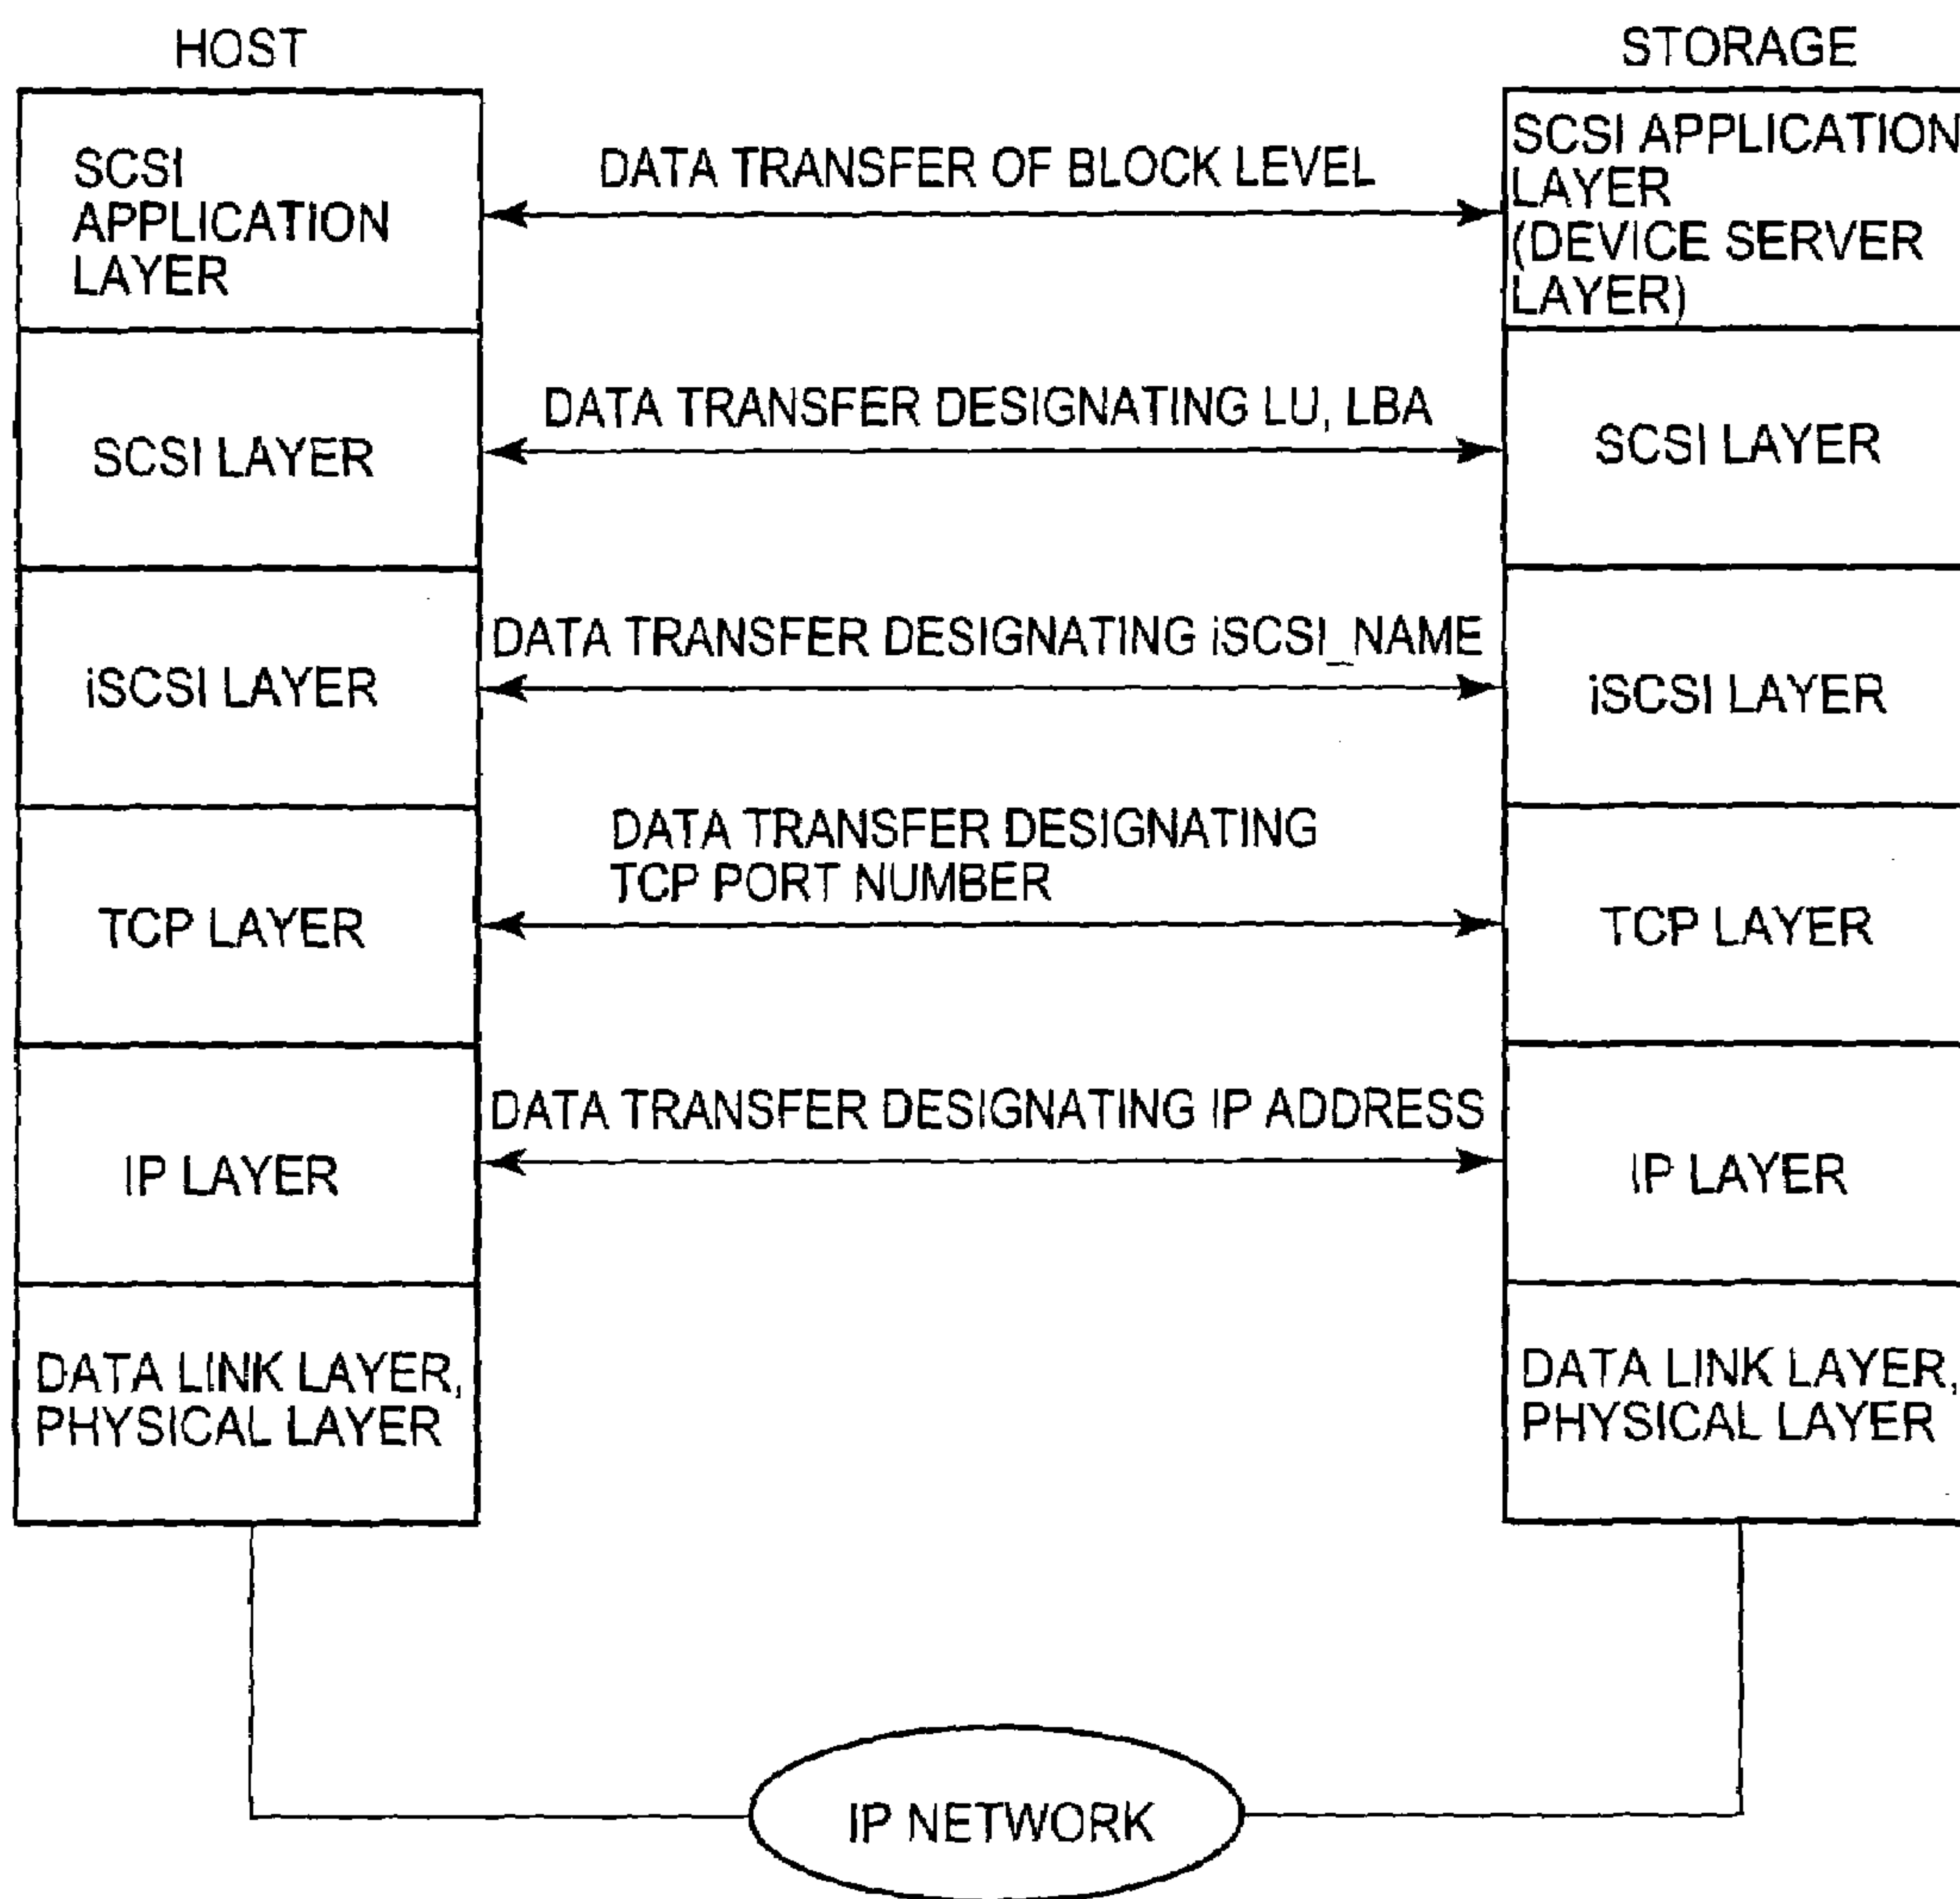 HOST
STORAGE
SCSI
APPLICATION
LAYER
DATA TRANSFER OF BLOCK LEVEL
SCSI APPLICATION
LAYER
(DEVICE SERVER
LAYER)
SCSI LAYER
DATA TRANSFER DESIGNATING LU, LBA
SCSI LAYER
iSCSI LAYER
DATA TRANSFER DESIGNATING iSCSI_NAME
iSCSI LAYER
TCP LAYER
DATA TRANSFER DESIGNATING
TCP PORT NUMBER
TCP LAYER
IP LAYER
DATA TRANSFER DESIGNATING IP ADDRESS
IP LAYER
DATA LINK LAYER,
PHYSICAL LAYER
DATA LINK LAYER,
PHYSICAL LAYER
IP NETWORK